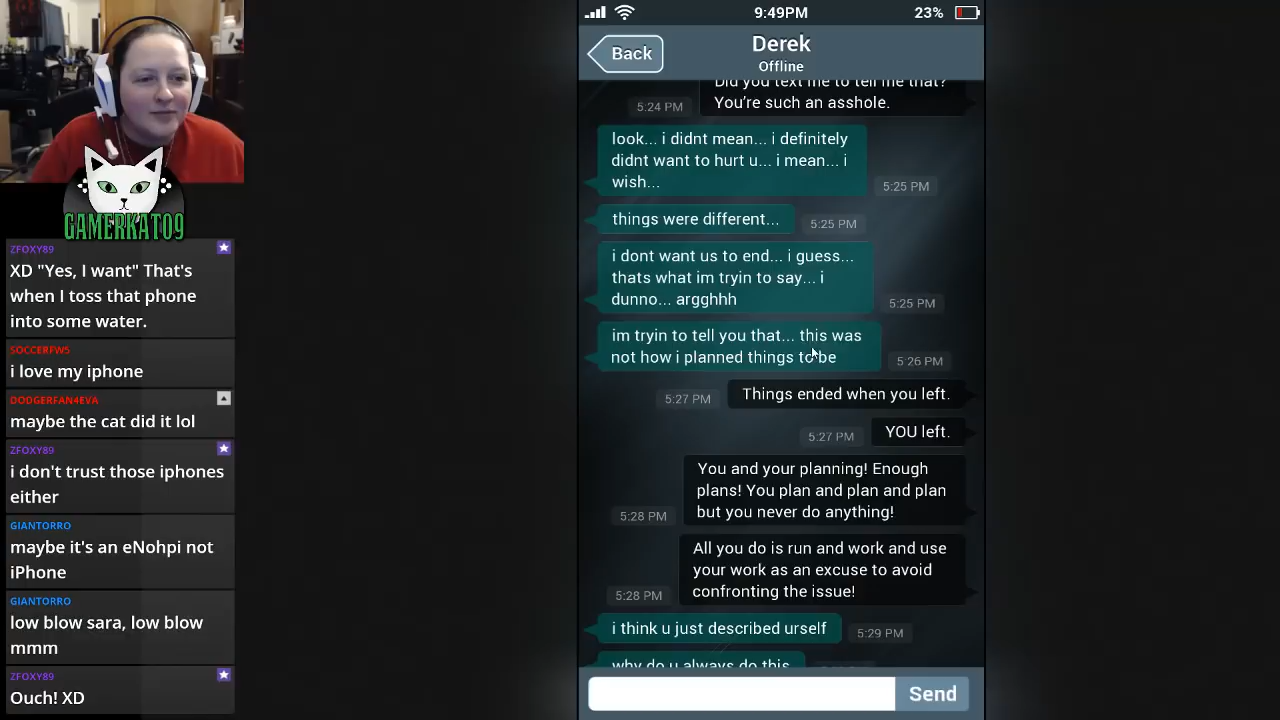 9:49PM
23%
Back
Derek
Offline
Did you text me to tell me that?
You're such an asshole.
5:24 PM
look... i didnt mean... i definitely
didnt want to hurt u... i mean... i
wish...
5:25 PM
things were different...
5:25 PM
i dont want us to end... i guess...
thats what im tryin to say... i
dunno... argghhh
5:25 PM
im tryin to tell you that... this was
not how i planned things to be
5:26 PM
Things ended when you left.
5:27 PM
YOU left.
5:27 PM
You and your planning! Enough
plans! You plan and plan and plan
but you never do anything!
5:28 PM
All you do is run and work and use
your work as an excuse to avoid
confronting the issue!
5:28 PM
i think u just described urself
5:29 PM
why do u always do this
Send
GAMERKAT09
ZFOXY89
XD "Yes, I want" That's
when I toss that phone
into some water.
SOCCERFW5
i love my iphone
DODGERFAN4EVA
maybe the cat did it lol
ZFOXY89
i don't trust those iphones
either
GIANTORRO
maybe it's an eNohpi not
iPhone
GIANTORRO
low blow sara, low blow
mmm
ZFOXY89
Ouch! XD